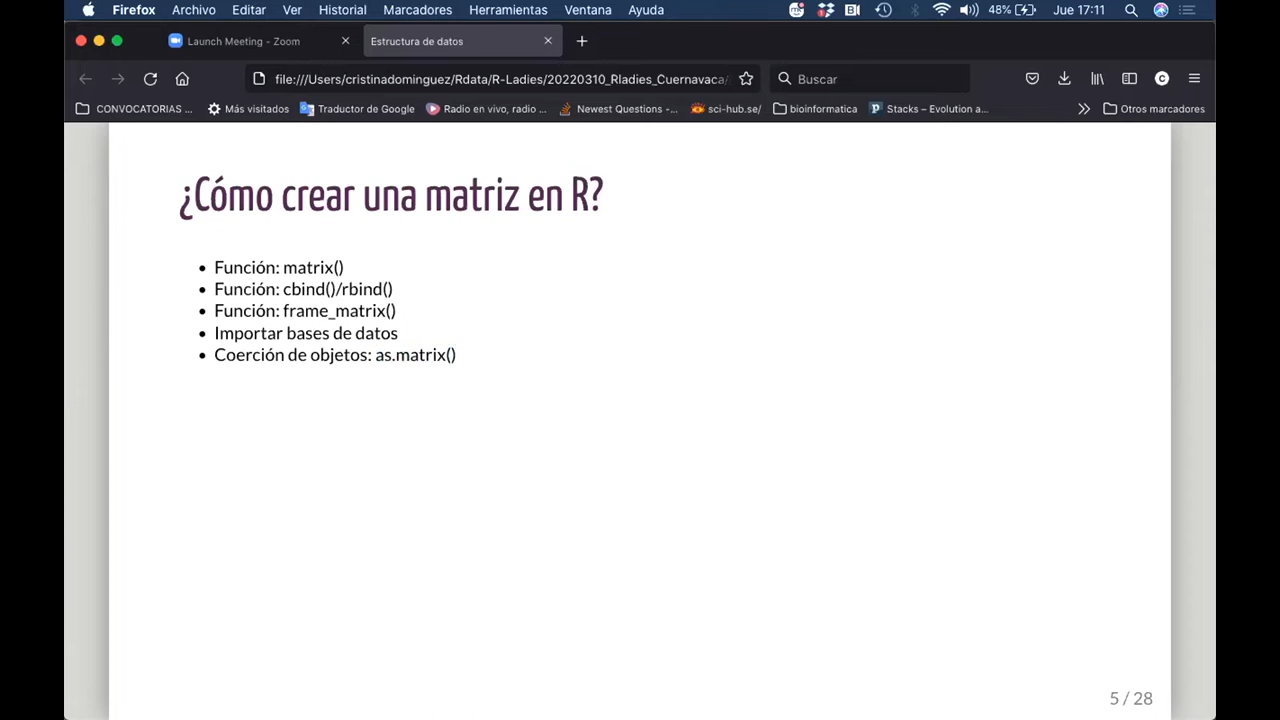 Firefox Archivo Editar Ver Historial Marcadores Herramientas Ventana Ayuda 48% Jue 17:11
Launch Meeting - Zoom Estructura de datos
file:///Users/cristinadominguez/Rdata/R-Ladies/20220310_Rladies_Cuernavaca/ Buscar
CONVOCATORIAS ... Más visitados Traductor de Google Radio en vivo, radio ... Newest Questions -... sci-hub.se/ bioinformatica Stacks – Evolution a... Otros marcadores
¿Cómo crear una matriz en R?
• Función: matrix()
• Función: cbind()/rbind()
• Función: frame_matrix()
• Importar bases de datos
• Coerción de objetos: as.matrix()
5 / 28